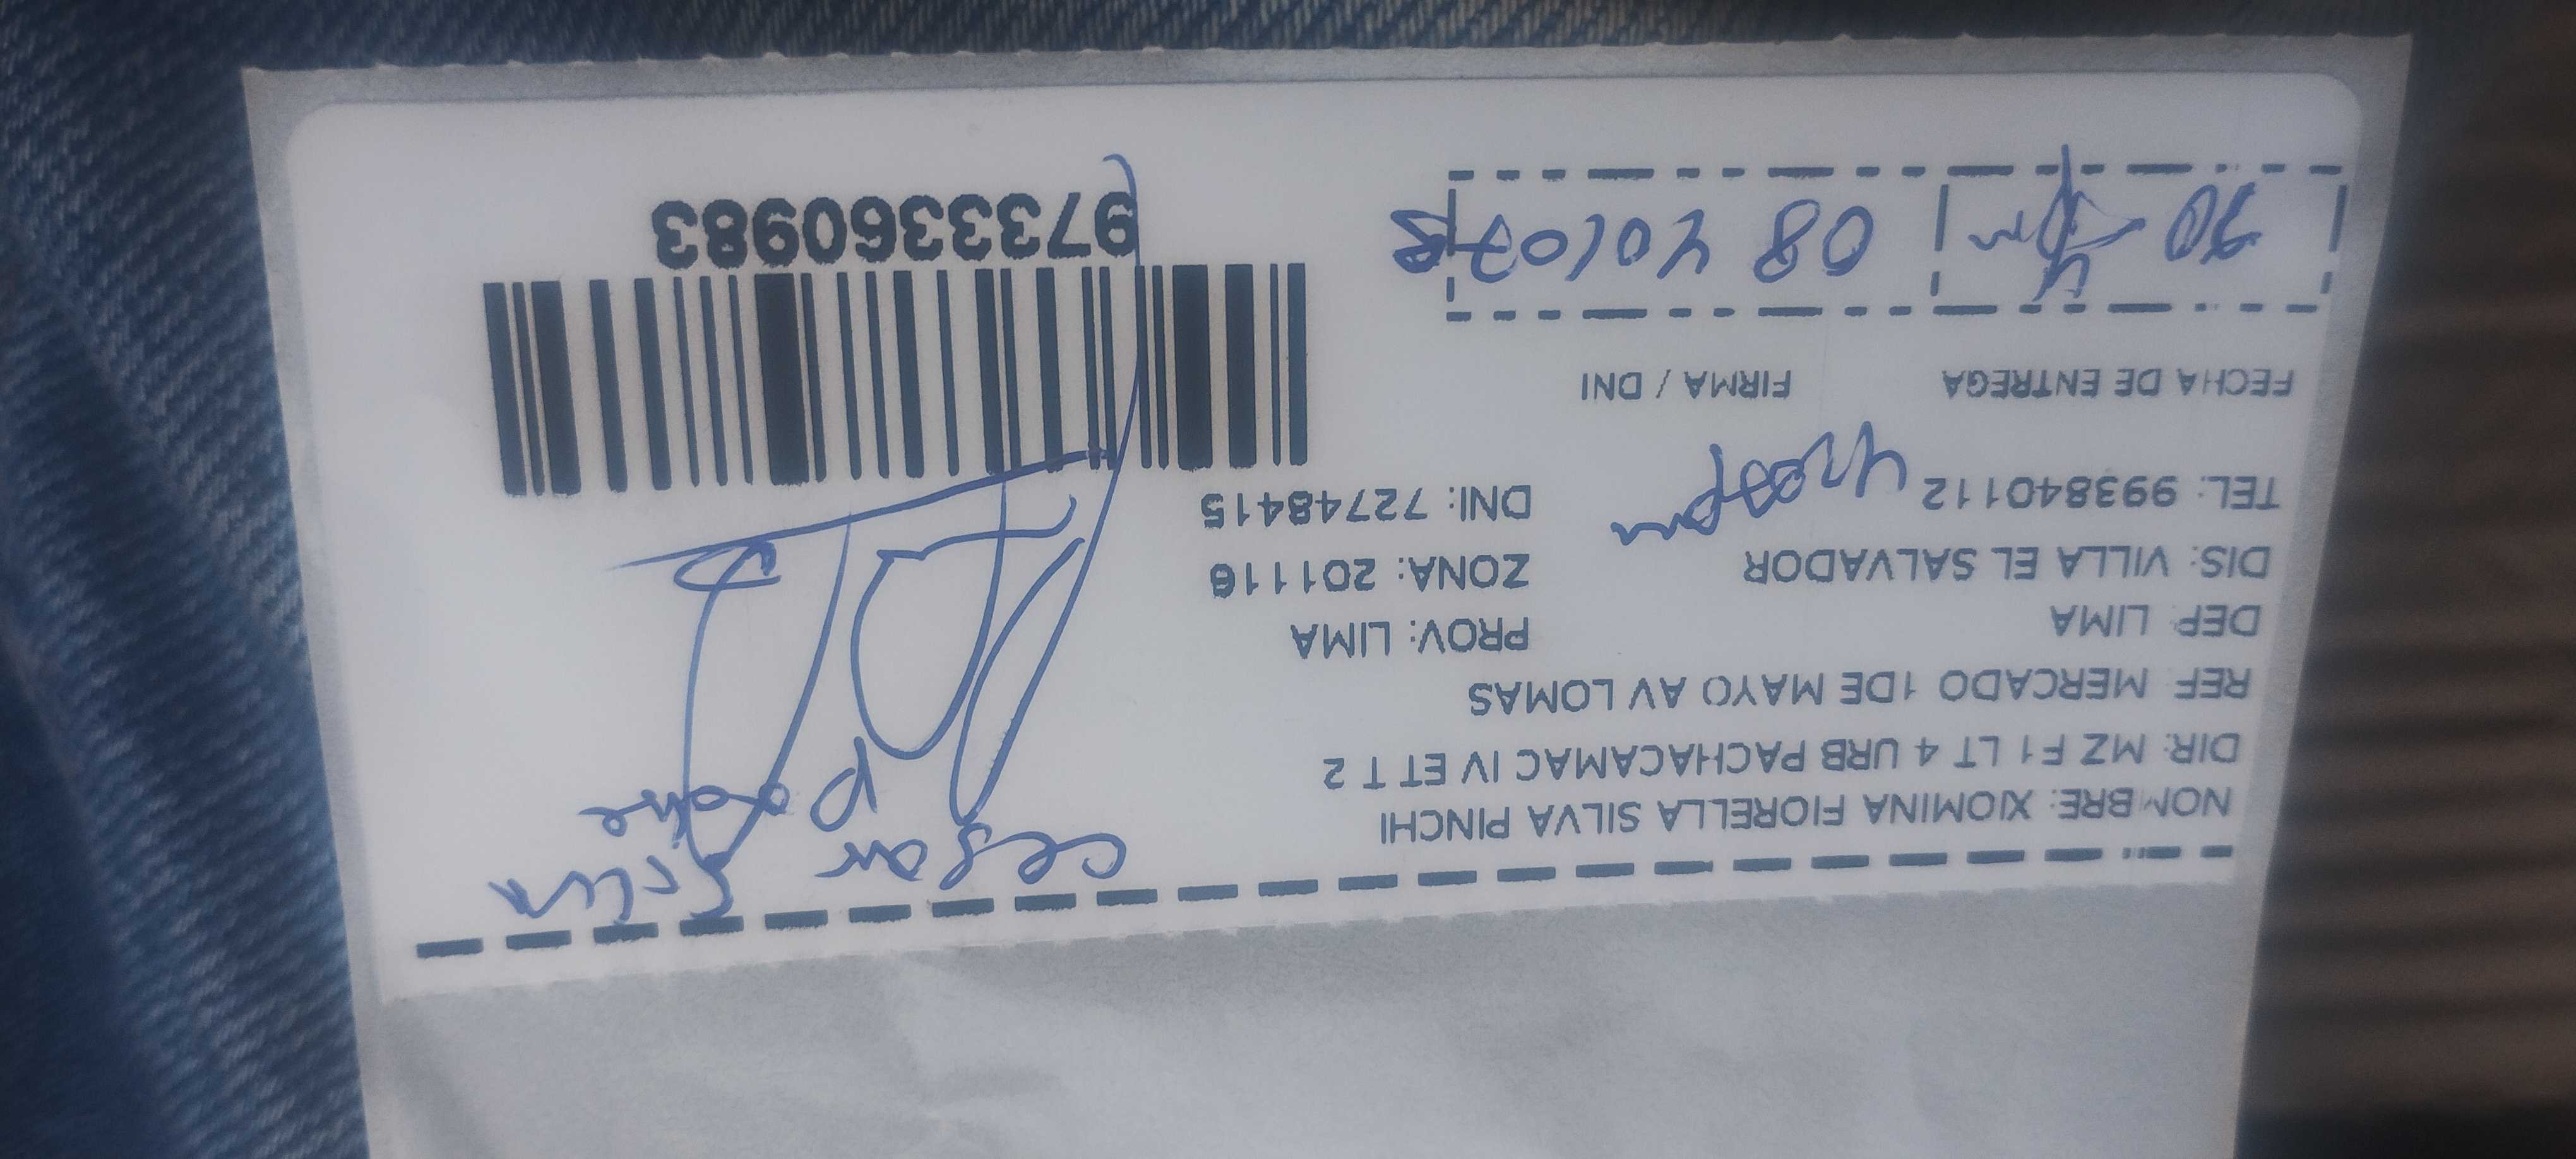 NOMBRE: XIOMINA FIORELLA SILVA PINCHI
DIR: MZ F1 LT 4 URB PACHACAMAC IV ET T 2
REF: MERCADO 1DE MAYO AV LOMAS
DEP: LIMA PROV: LIMA
DIS: VILLA EL SALVADOR ZONA: 201116
TEL: 993840112 DNI: 72748415
FECHA DE ENTREGA FIRMA / DNI
9733360983
cesar Silva
padre